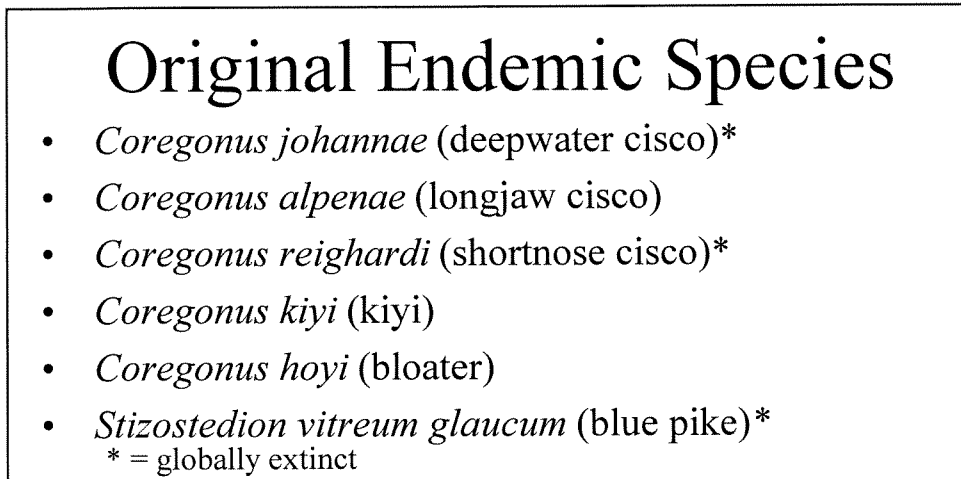 Original Endemic Species
• Coregonus johannae (deepwater cisco)*
• Coregonus alpenae (longjaw cisco)
• Coregonus reighardi (shortnose cisco)*
• Coregonus kiyi (kiyi)
• Coregonus hoyi (bloater)
• Stizostedion vitreum glaucum (blue pike)*
* = globally extinct